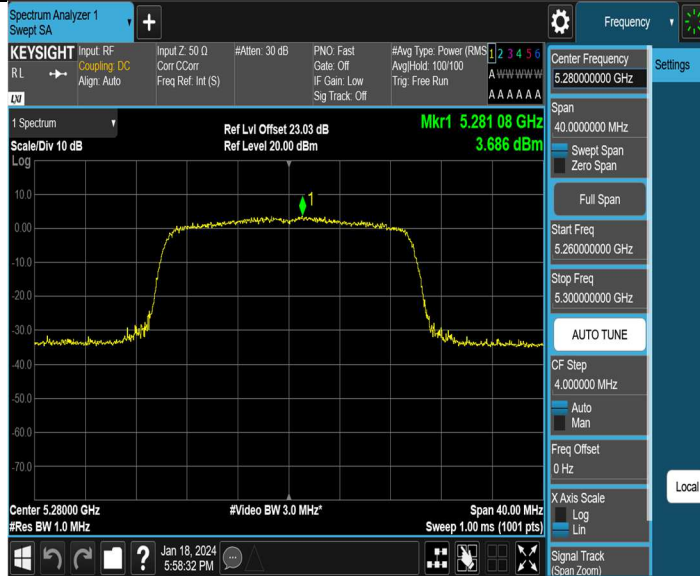 Spectrum Analyzer 1
Swept SA
+
Frequency
KEYSIGHT
RL
LXI
Input: RF
Coupling: DC
Align: Auto
Input Z: 50 Ω
Corr CCorr
Freq Ref: Int (S)
#Atten: 30 dB
PNO: Fast
Gate: Off
IF Gain: Low
Sig Track: Off
#Avg Type: Power (RMS
Avg|Hold: 100/100
Trig: Free Run
1 2 3 4 5 6
A W W W W W
A A A A A A
1 Spectrum
Scale/Div 10 dB
Log
Ref Lvl Offset 23.03 dB
Ref Level 20.00 dBm
Mkr1 5.281 08 GHz
3.686 dBm
1
10.0
0.00
-10.0
-20.0
-30.0
-40.0
-50.0
-60.0
-70.0
Center 5.28000 GHz
#Res BW 1.0 MHz
#Video BW 3.0 MHz*
Span 40.00 MHz
Sweep 1.00 ms (1001 pts)
?
Jan 18, 2024
5:58:32 PM
Center Frequency
5.280000000 GHz
Settings
Span
40.0000000 MHz
Swept Span
Zero Span
Full Span
Start Freq
5.260000000 GHz
Stop Freq
5.300000000 GHz
AUTO TUNE
CF Step
4.000000 MHz
Auto
Man
Freq Offset
0 Hz
X Axis Scale
Log
Lin
Local
Signal Track
(Span Zoom)